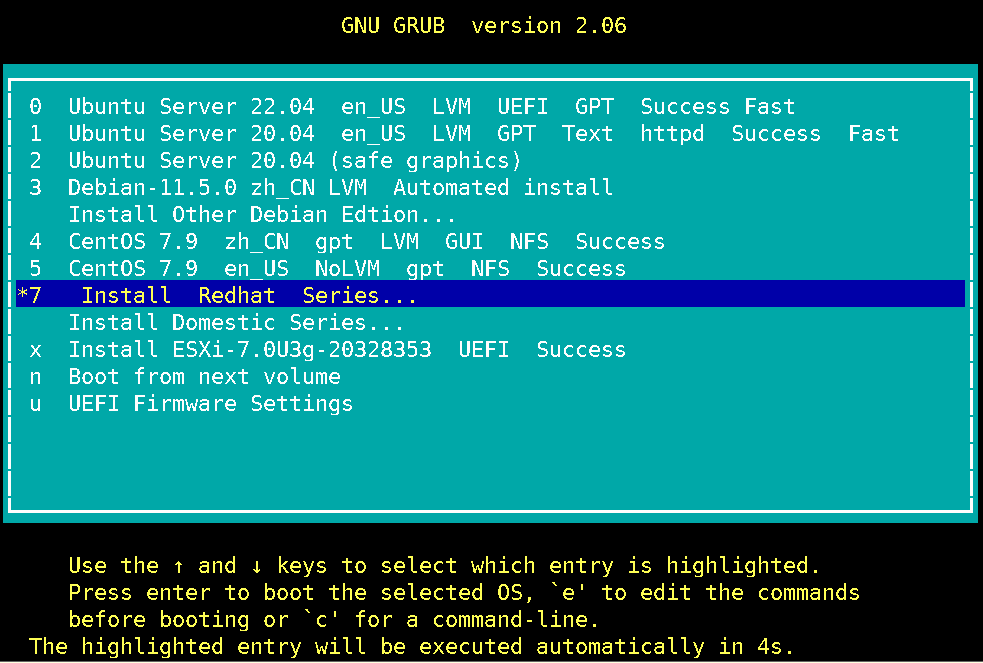 GNU GRUB  version 2.06
0  Ubuntu Server 22.04  en_US  LVM  UEFI  GPT  Success Fast
1  Ubuntu Server 20.04  en_US  LVM  GPT  Text  httpd  Success  Fast
2  Ubuntu Server 20.04 (safe graphics)
3  Debian-11.5.0 zh_CN LVM  Automated install
Install Other Debian Edtion...
4  CentOS 7.9  zh_CN  gpt  LVM  GUI  NFS  Success
5  CentOS 7.9  en_US  NoLVM  gpt  NFS  Success
*7   Install  Redhat  Series...
Install Domestic Series...
x  Install ESXi-7.0U3g-20328353  UEFI  Success
n  Boot from next volume
u  UEFI Firmware Settings
Use the ↑ and ↓ keys to select which entry is highlighted.
Press enter to boot the selected OS, `e' to edit the commands
before booting or `c' for a command-line.
The highlighted entry will be executed automatically in 4s.